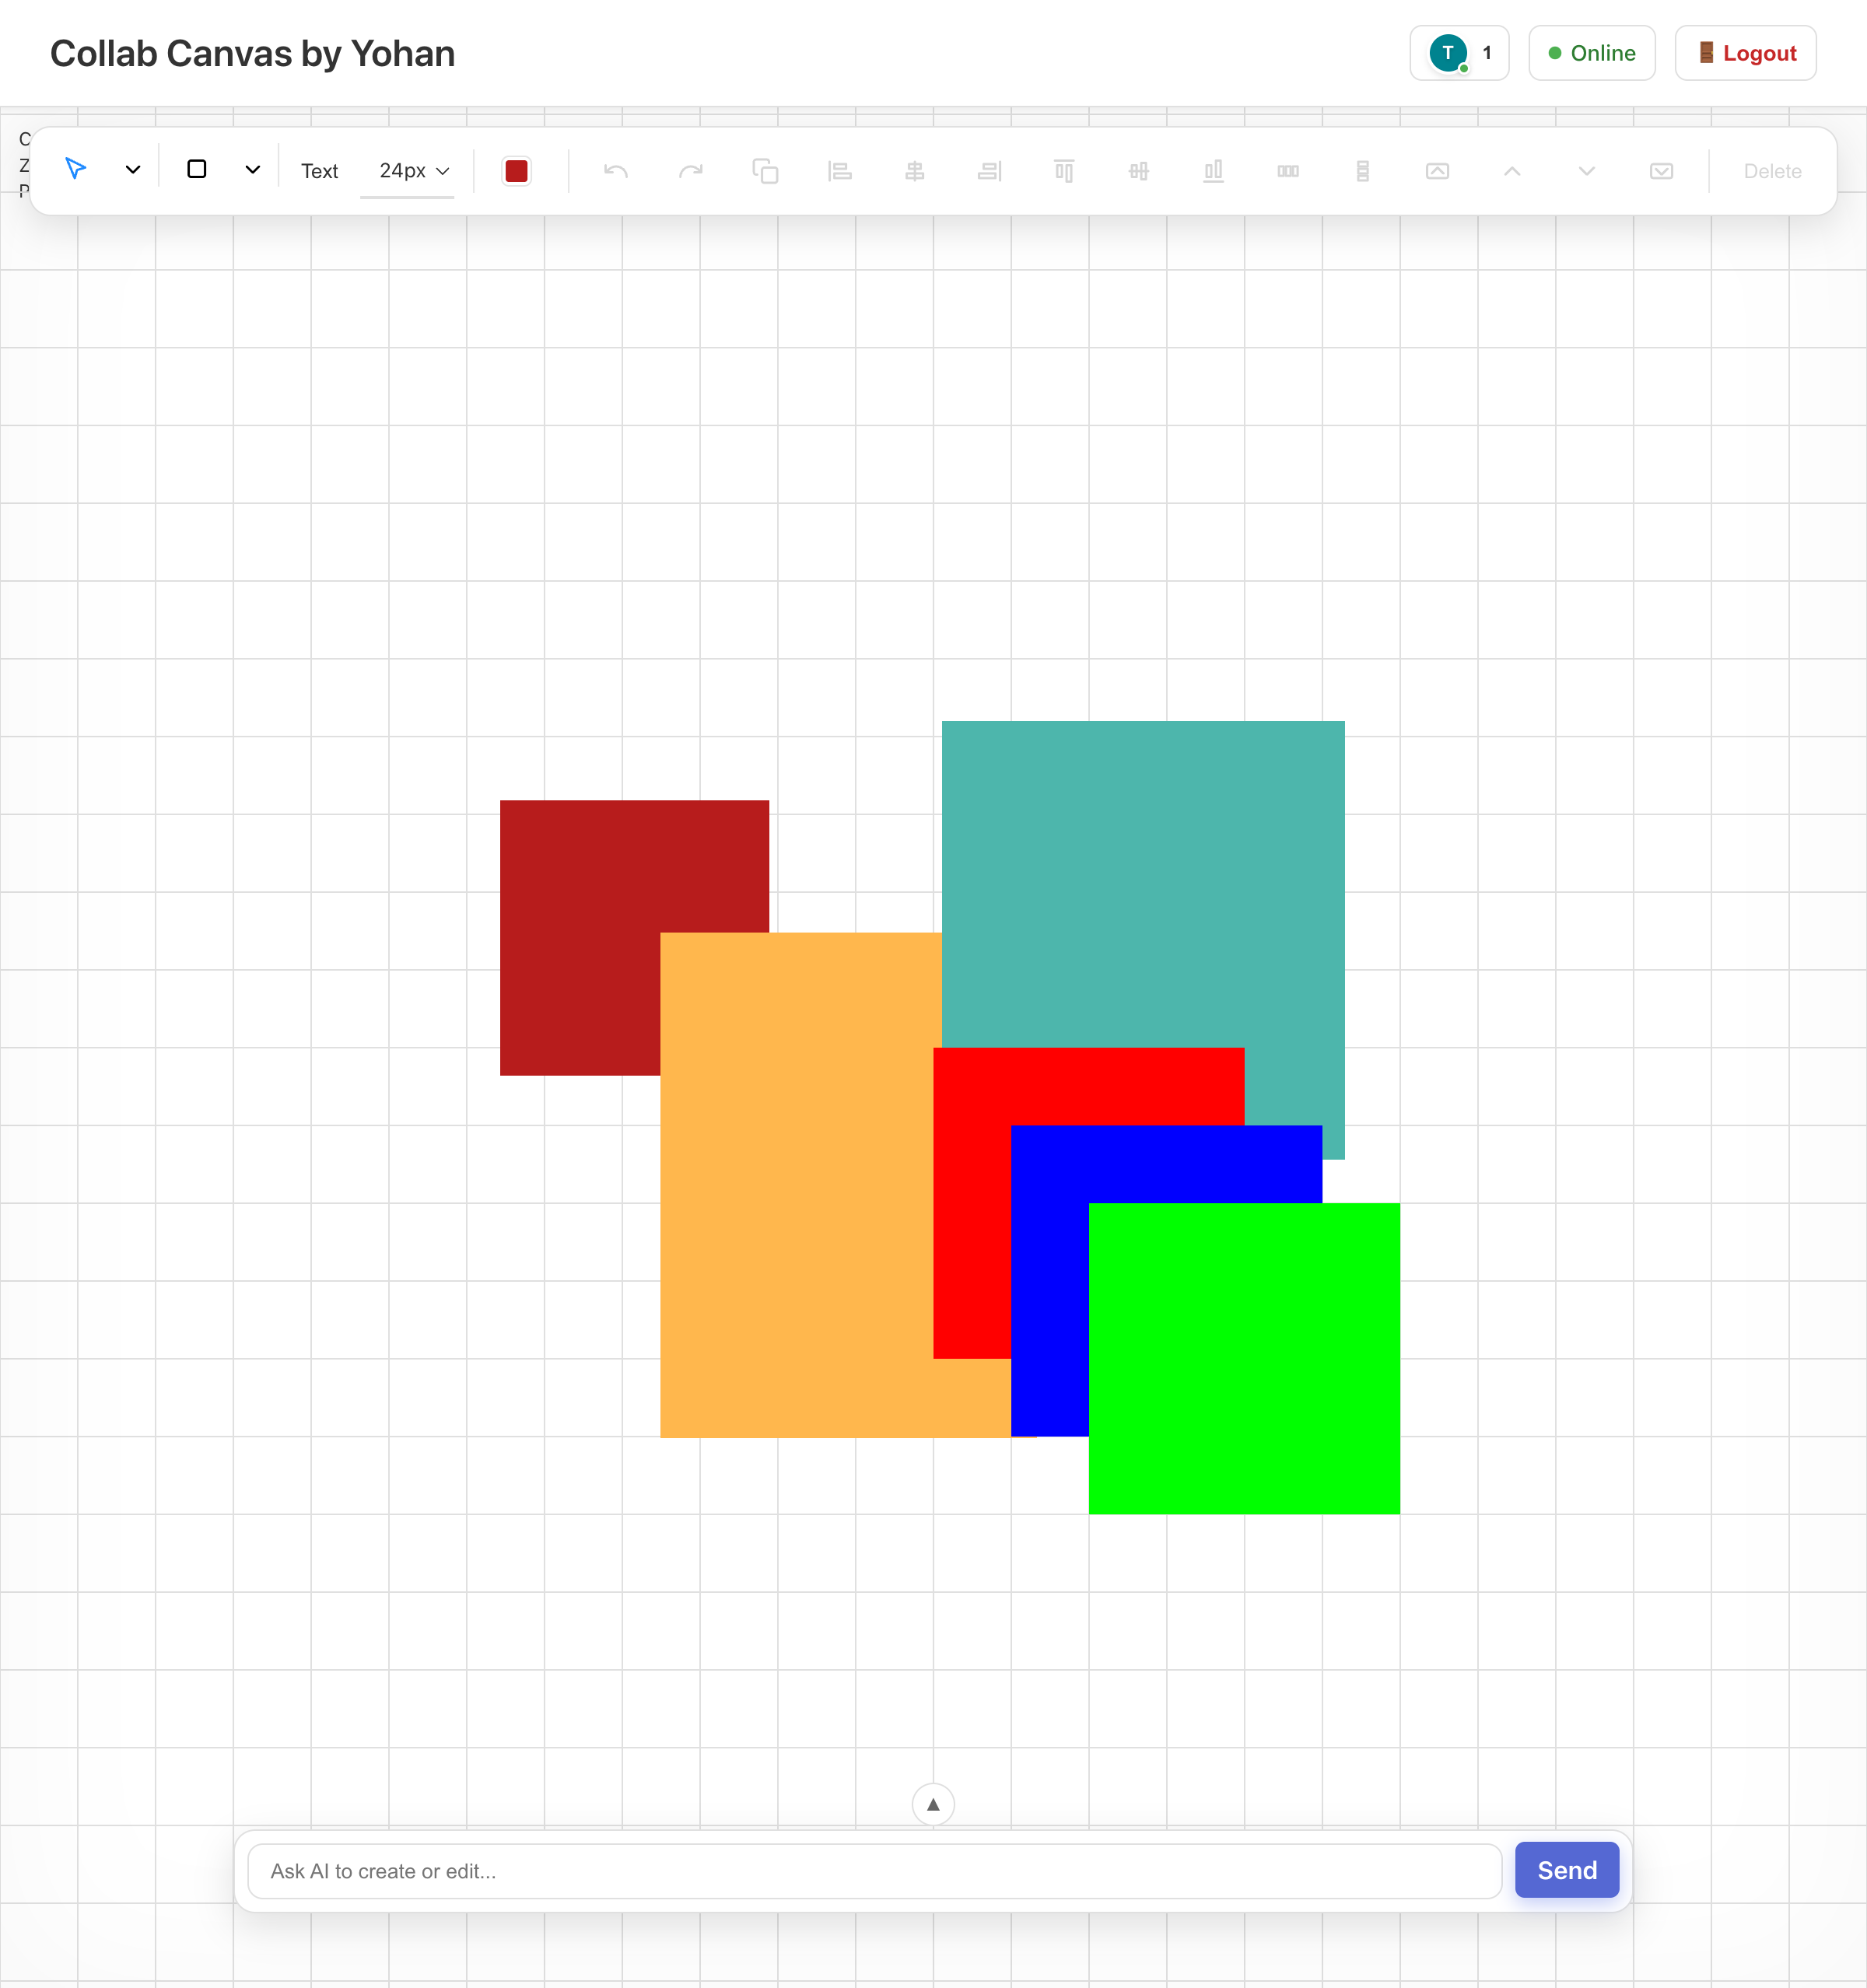 Collab Canvas by Yohan
T 1
Online
Logout
Text 24px
Delete
▲
Ask AI to create or edit...
Send